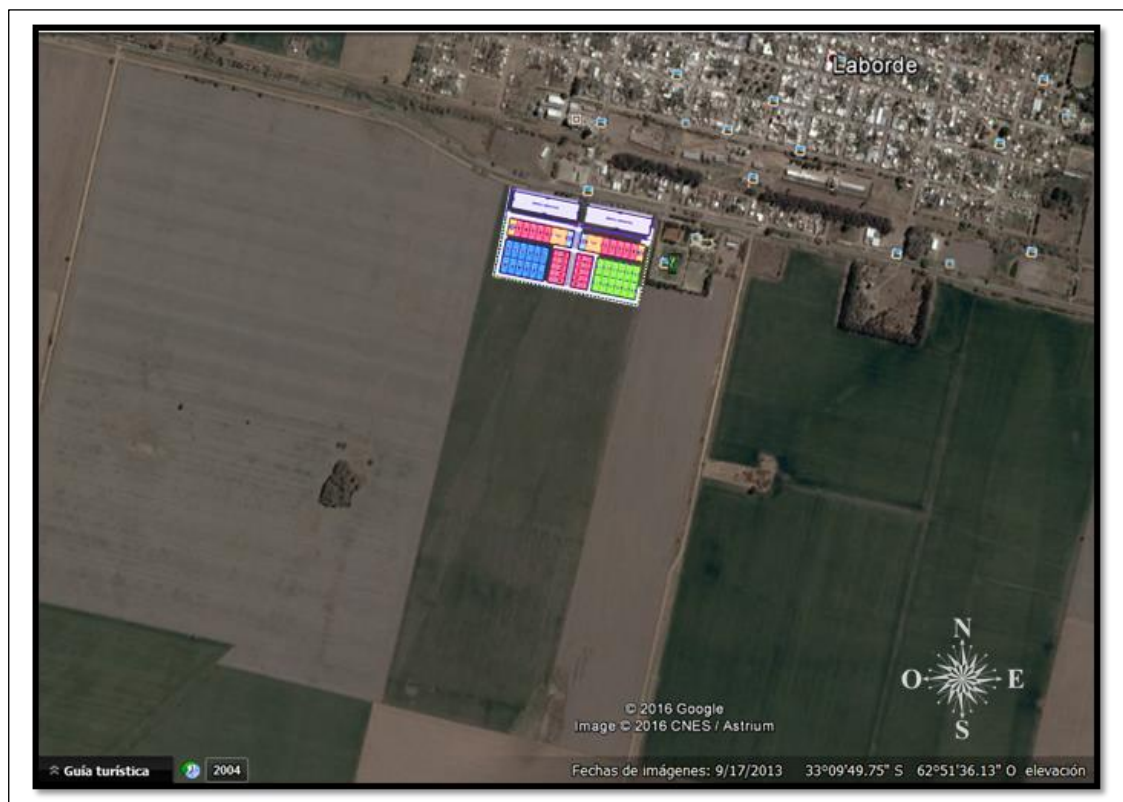 Laborde
N
O E
S
© 2016 Google
Image © 2016 CNES / Astrium
Guía turística
2004
Fechas de imágenes: 9/17/2013 33°09'49.75" S 62°51'36.13" O elevación